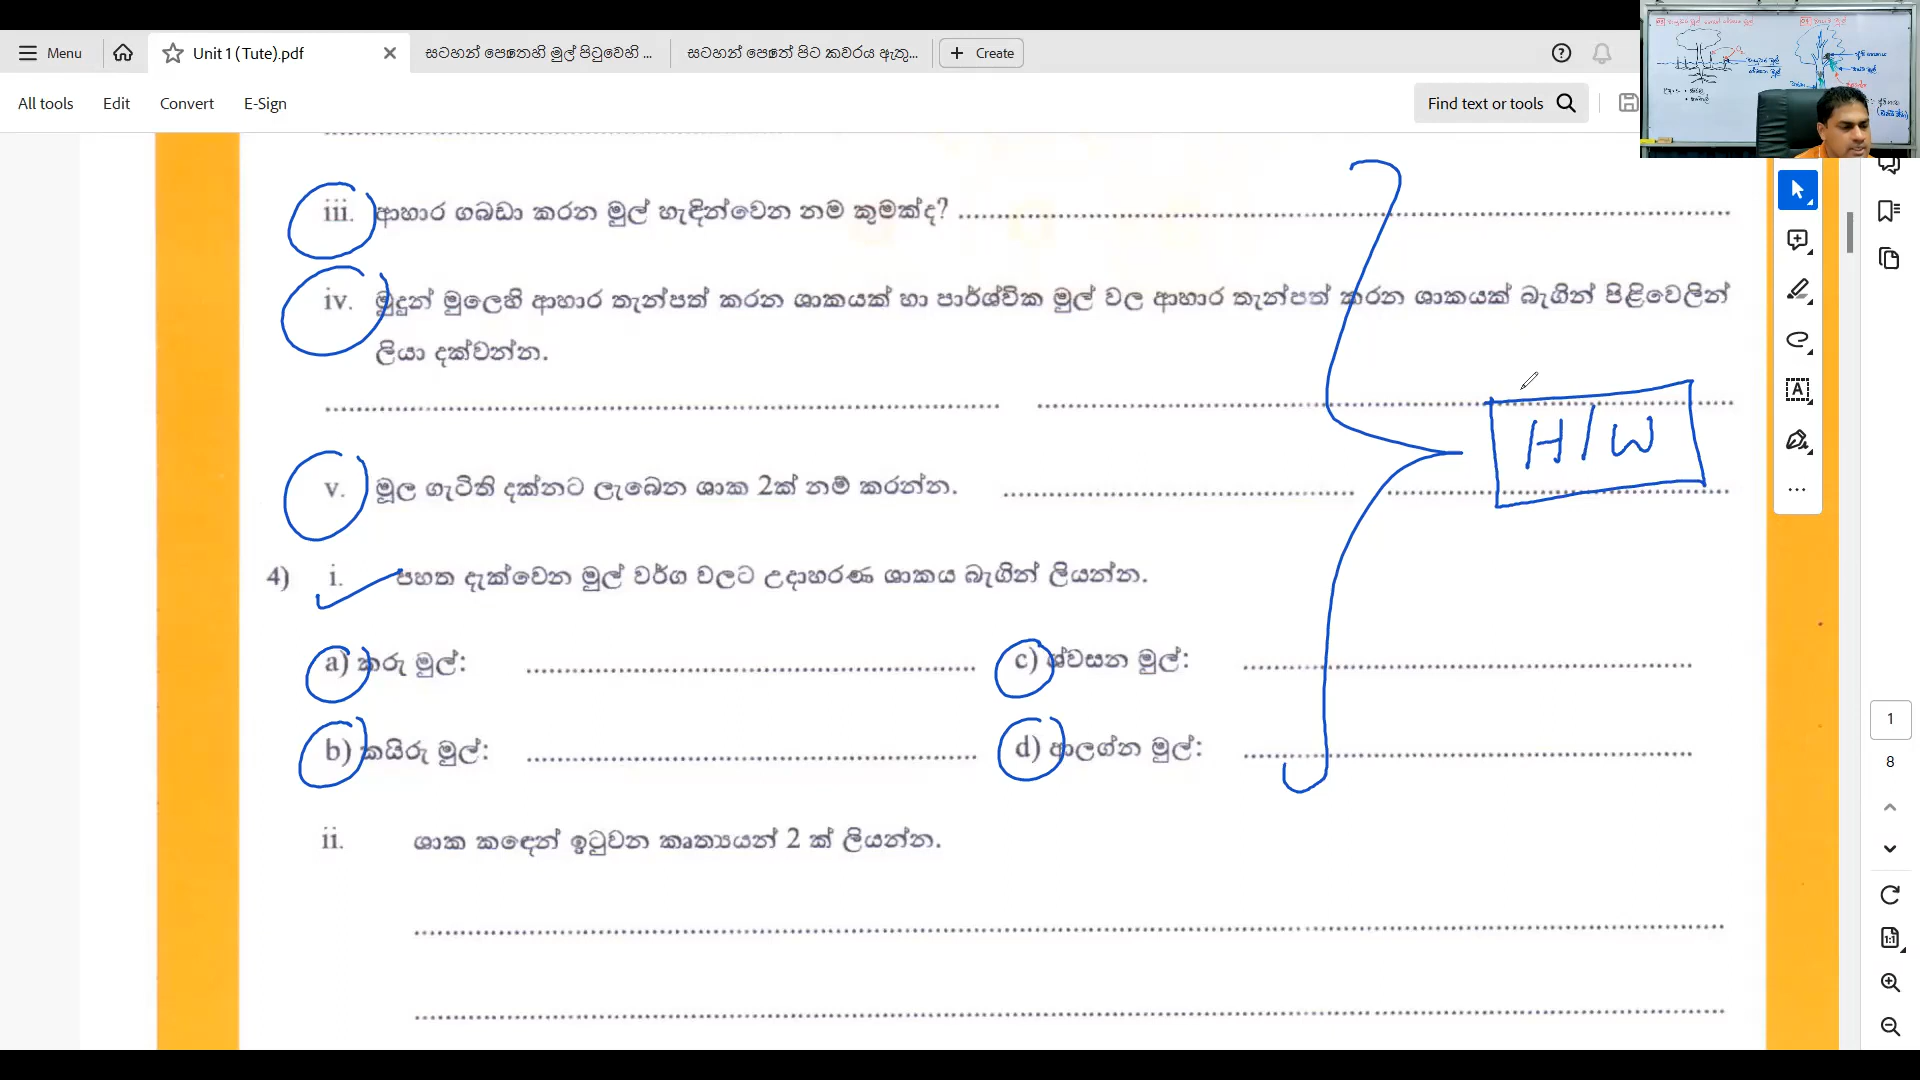 Menu
Unit 1 (Tute).pdf
සටහන් පෙතෙහි මුල් පිටුවෙහි ...
සටහන් පෙතේ පිට කවරය ඇතු...
Create
All tools
Edit
Convert
E-Sign
Find text or tools
iii. ආහාර ගබඩා කරන මුල් හැඳින්වෙන නම කුමක්ද?
iv. මුදුන් මුලෙහි ආහාර තැන්පත් කරන ශාකයක් හා පාර්ශ්වික මුල් වල ආහාර තැන්පත් කරන ශාකයක් බැගින් පිළිවෙලින්
ලියා දක්වන්න.
H/W
v. මූල ගැටිති දක්නට ලැබෙන ශාක 2ක් නම් කරන්න.
4) i. පහත දැක්වෙන මුල් වර්ග වලට උදාහරණ ශාකය බැගින් ලියන්න.
a) කරු මුල්:
c) ශ්වසන මුල්:
b) කයිරු මුල්:
d) ආලග්න මුල්:
ii. ශාක කඳෙන් ඉටුවන කෘත්‍යයන් 2 ක් ලියන්න.
1
8